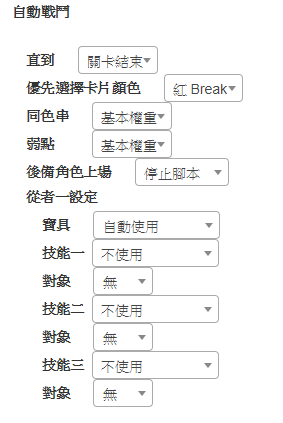 自動戰鬥
直到 關卡結束
優先選擇卡片顏色 紅 Break
同色串 基本權重
弱點 基本權重
後備角色上場 停止腳本
從者一設定
寶具 自動使用
技能一 不使用
對象 無
技能二 不使用
對象 無
技能三 不使用
對象 無